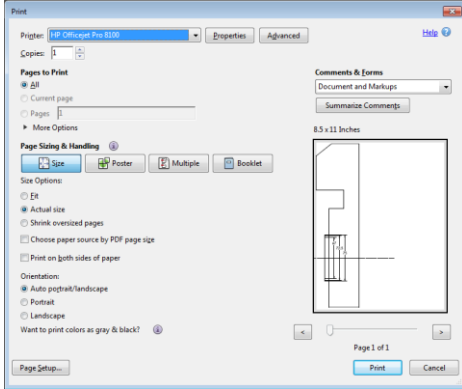 Print
Printer: HP Officejet Pro 8100 Properties Advanced Help
Copies: 1
Pages to Print
All
Current page
Pages 1
More Options
Page Sizing & Handling
Size Poster Multiple Booklet
Size Options:
Fit
Actual size
Shrink oversized pages
Choose paper source by PDF page size
Print on both sides of paper
Orientation:
Auto portrait/landscape
Portrait
Landscape
Want to print colors as gray & black?
Comments & Forms
Document and Markups
Summarize Comments
8.5 x 11 Inches
< >
Page 1 of 1
Page Setup... Print Cancel